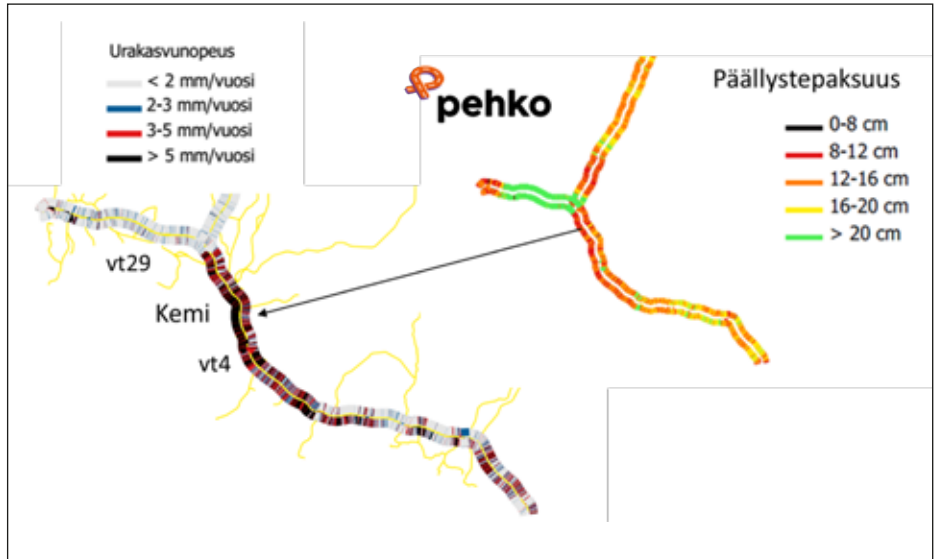 Urakasvunopeus
< 2 mm/vuosi
2-3 mm/vuosi
3-5 mm/vuosi
> 5 mm/vuosi
pehko
Päällystepaksuus
0-8 cm
8-12 cm
12-16 cm
16-20 cm
> 20 cm
vt29
Kemi
vt4